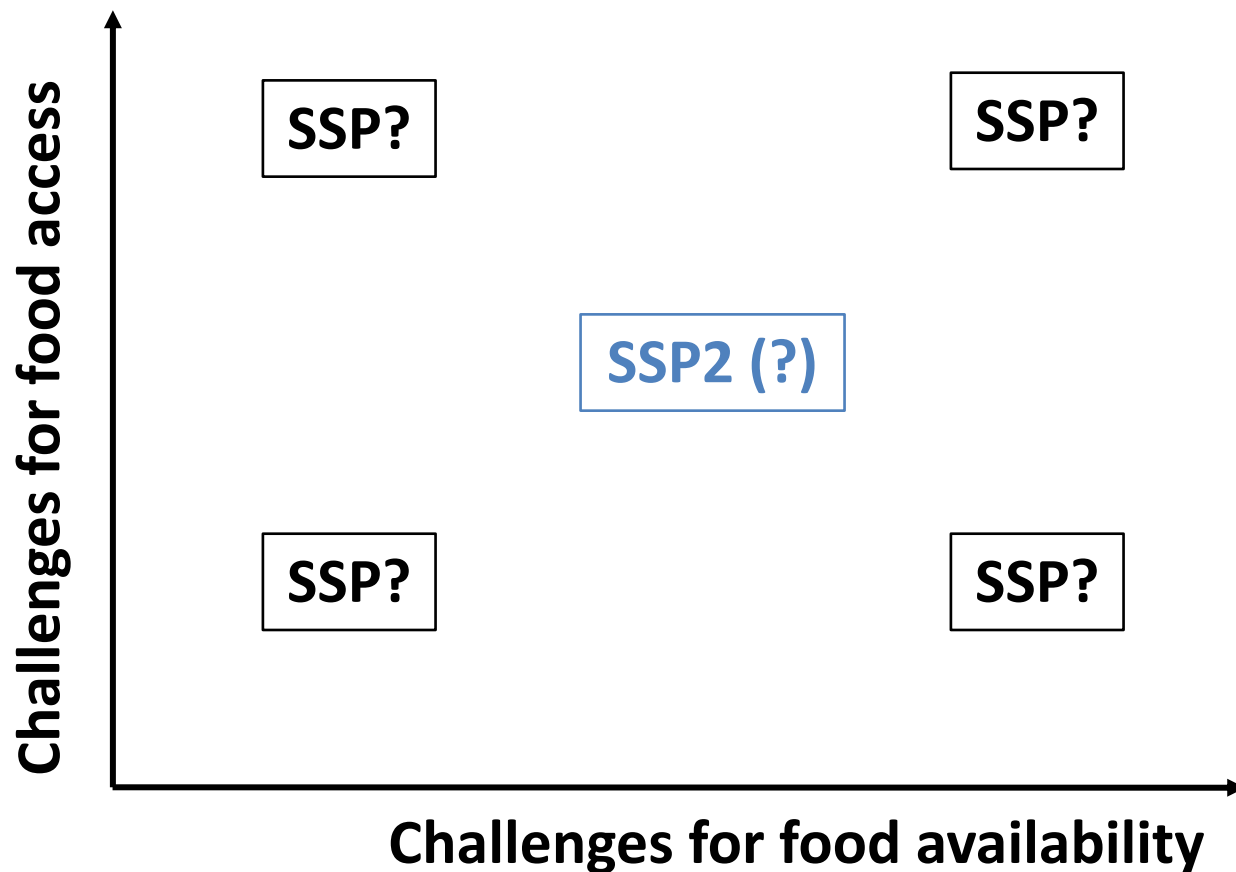 Challenges for food access
SSP?
SSP?
SSP2 (?)
SSP?
SSP?
Challenges for food availability